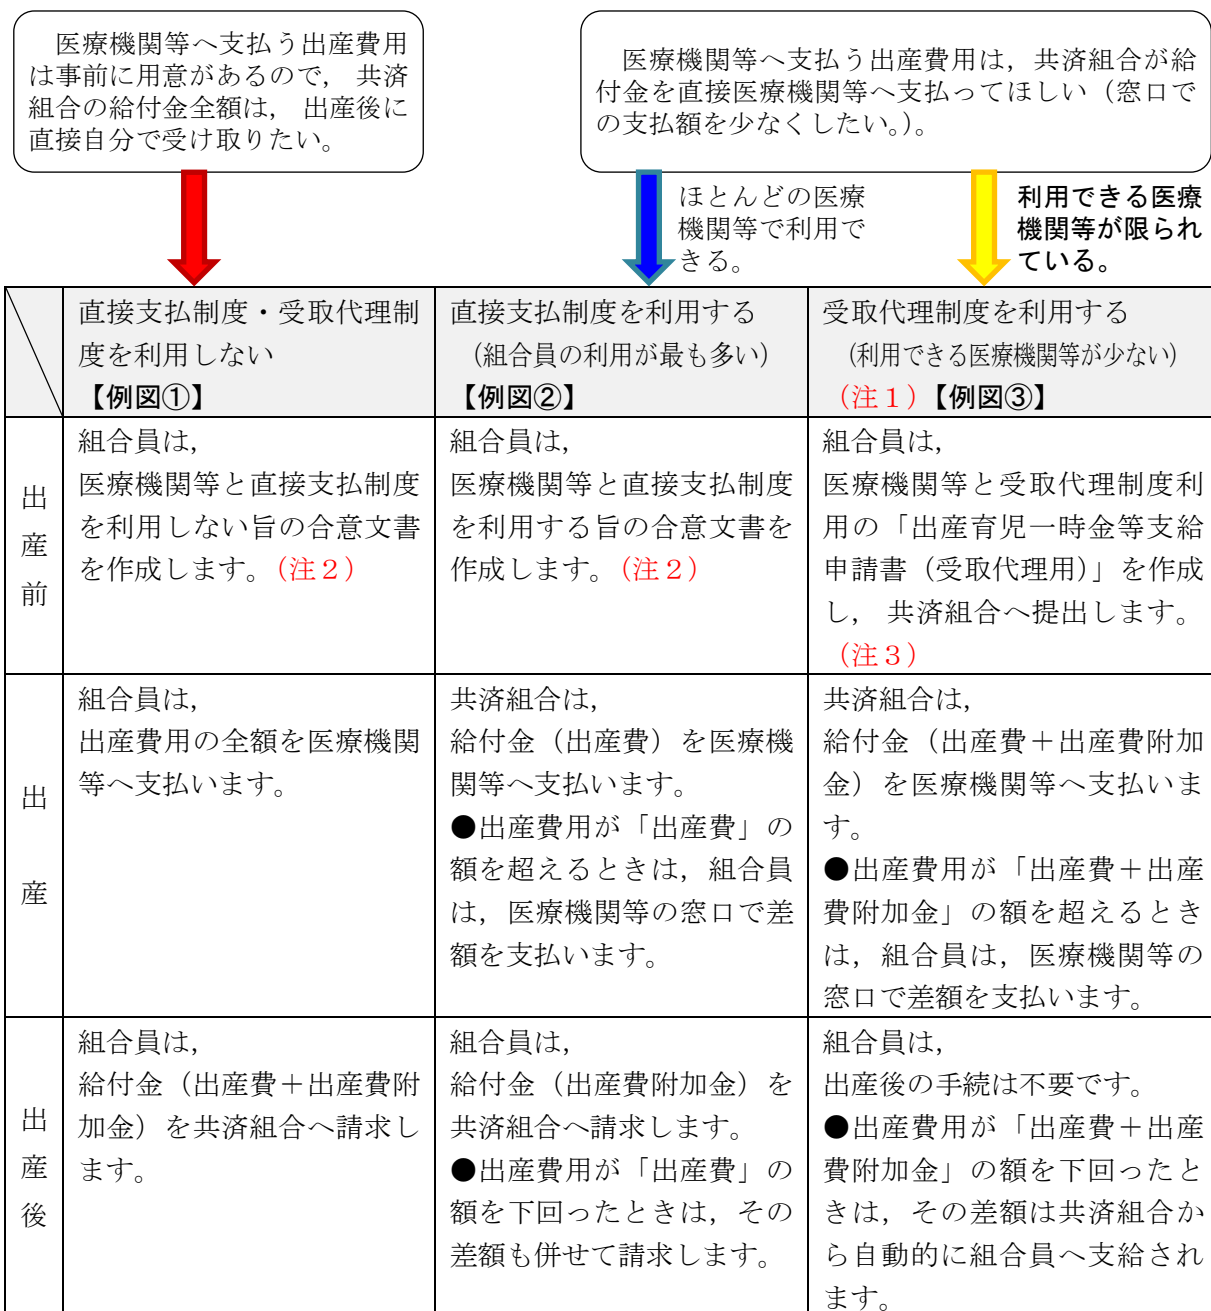 医療機関等へ支払う出産費用
は事前に用意があるので， 共済
組合の給付金全額は， 出産後に
直接自分で受け取りたい。
医療機関等へ支払う出産費用は，共済組合が給
付金を直接医療機関等へ支払ってほしい（窓口で
の支払額を少なくしたい。）。
ほとんどの医療
機関等で利用で
きる。
利用できる医療
機関等が限られ
ている。
直接支払制度・受取代理制
度を利用しない
【例図①】
直接支払制度を利用する
（組合員の利用が最も多い）
【例図②】
受取代理制度を利用する
（利用できる医療機関等が少ない）
（注１）【例図③】
出産前
組合員は，
医療機関等と直接支払制度
を利用しない旨の合意文書
を作成します。（注２）
組合員は，
医療機関等と直接支払制度
を利用する旨の合意文書を
作成します。（注２）
組合員は，
医療機関等と受取代理制度利
用の「出産育児一時金等支給
申請書（受取代理用）」を作成
し， 共済組合へ提出します。
（注３）
出産
組合員は，
出産費用の全額を医療機関
等へ支払います。
共済組合は，
給付金（出産費）を医療機
関等へ支払います。
●出産費用が「出産費」の
額を超えるときは，組合員
は，医療機関等の窓口で差
額を支払います。
共済組合は，
給付金（出産費＋出産費附加
金）を医療機関等へ支払いま
す。
●出産費用が「出産費＋出産
費附加金」の額を超えるとき
は，組合員は，医療機関等の
窓口で差額を支払います。
出産後
組合員は，
給付金（出産費＋出産費附
加金）を共済組合へ請求し
ます。
組合員は，
給付金（出産費附加金）を
共済組合へ請求します。
●出産費用が「出産費」の
額を下回ったときは，その
差額も併せて請求します。
組合員は，
出産後の手続は不要です。
●出産費用が「出産費＋出産
費附加金」の額を下回ったと
きは，その差額は共済組合か
ら自動的に組合員へ支給され
ます。